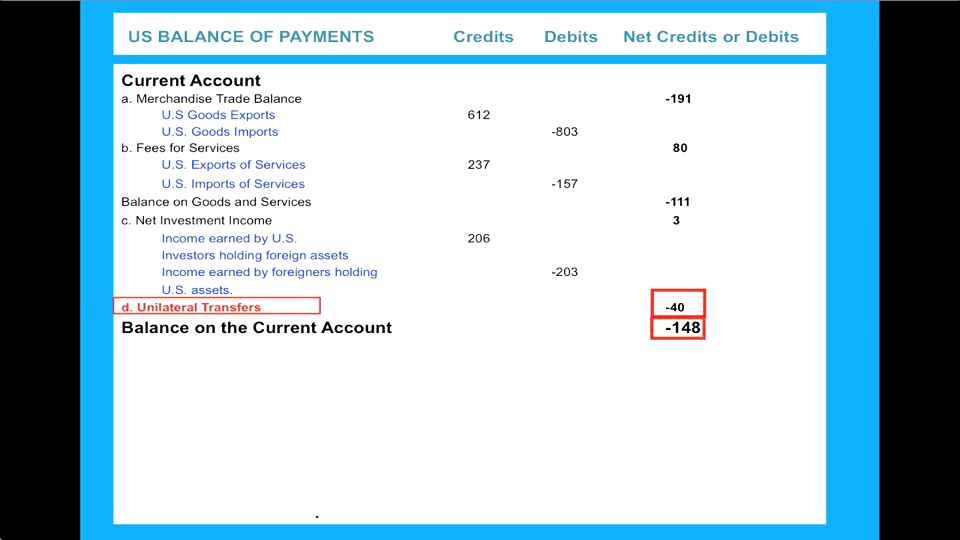 US BALANCE OF PAYMENTS Credits Debits Net Credits or Debits
Current Account
a. Merchandise Trade Balance -191
U.S Goods Exports 612
U.S. Goods Imports -803
b. Fees for Services 80
U.S. Exports of Services 237
U.S. Imports of Services -157
Balance on Goods and Services -111
c. Net Investment Income 3
Income earned by U.S. 206
Investors holding foreign assets
Income earned by foreigners holding -203
U.S. assets.
d. Unilateral Transfers -40
Balance on the Current Account -148